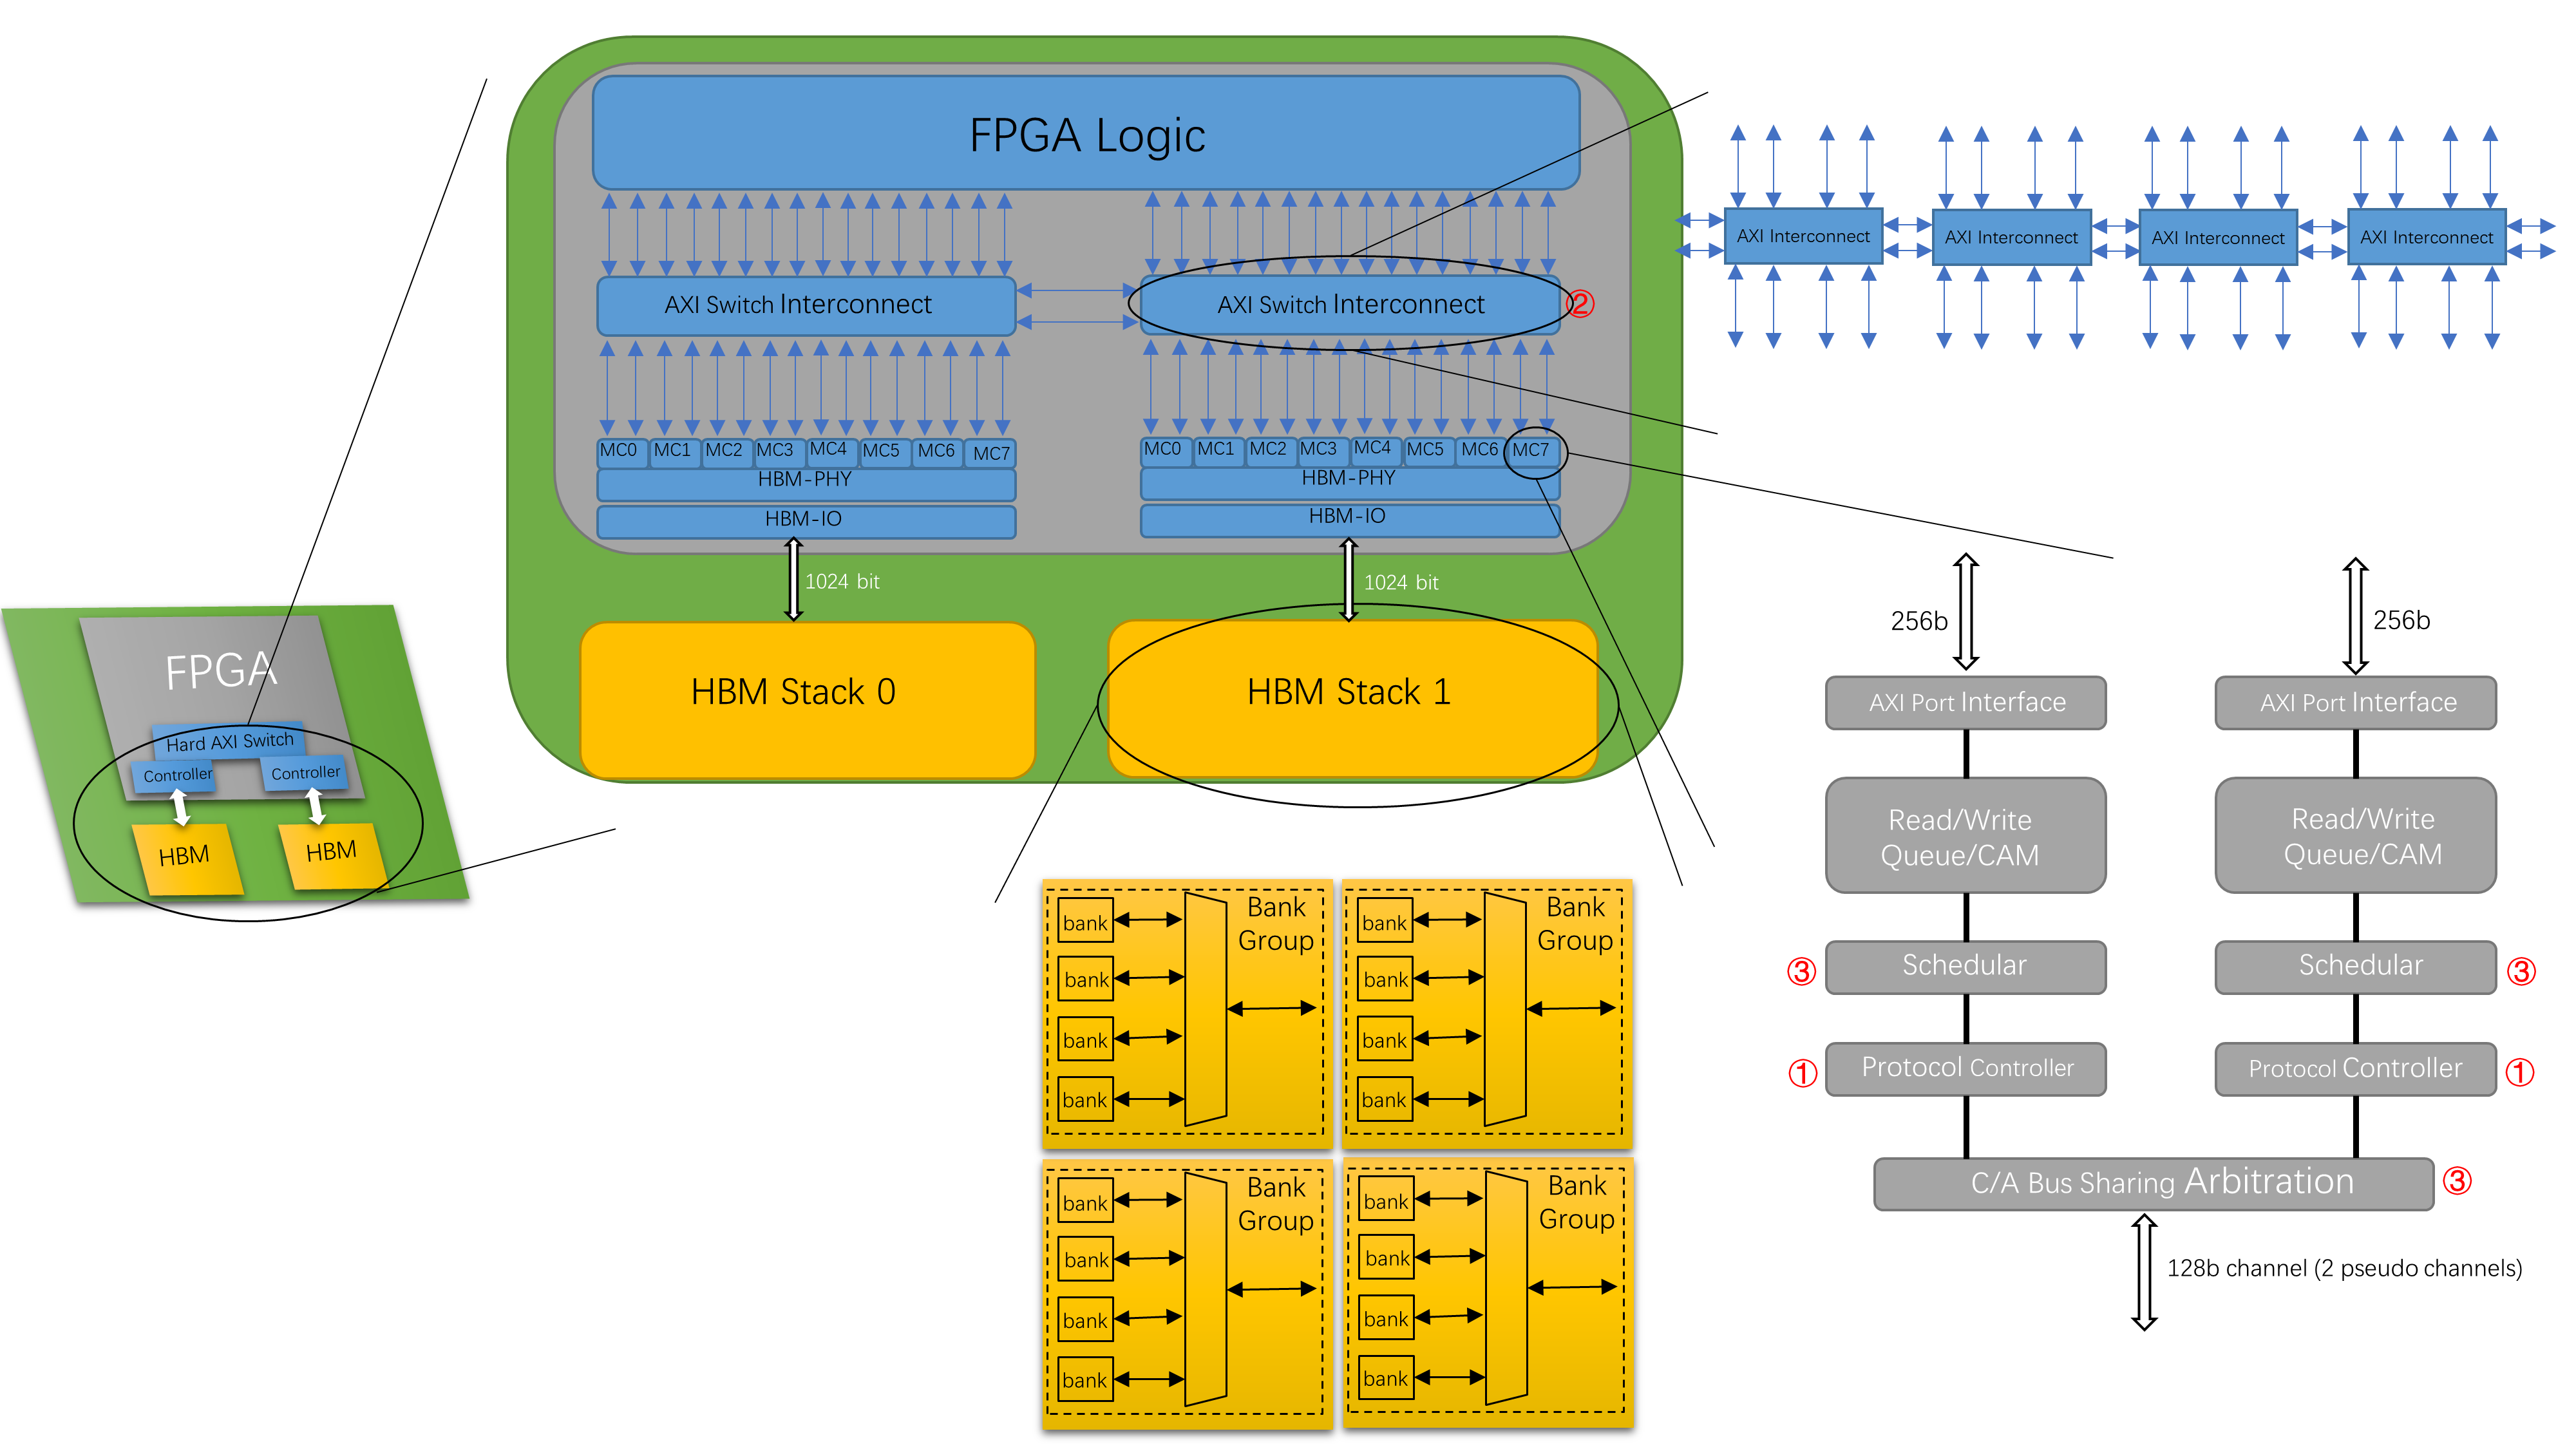 FPGA Logic
AXI Switch Interconnect
AXI Switch Interconnect
②
MC0 MC1 MC2 MC3 MC4 MC5 MC6 MC7
HBM-PHY
HBM-IO
MC0 MC1 MC2 MC3 MC4 MC5 MC6 MC7
HBM-PHY
HBM-IO
1024 bit
1024 bit
HBM Stack 0
HBM Stack 1
AXI Interconnect
AXI Interconnect
AXI Interconnect
AXI Interconnect
FPGA
Hard AXI Switch
Controller
Controller
HBM
HBM
Bank
Group
bank
bank
bank
bank
Bank
Group
bank
bank
bank
bank
Bank
Group
bank
bank
bank
bank
Bank
Group
bank
bank
bank
bank
256b
256b
AXI Port Interface
AXI Port Interface
Read/Write
Queue/CAM
Read/Write
Queue/CAM
③
Schedular
Schedular
③
①
Protocol Controller
Protocol Controller
①
C/A Bus Sharing Arbitration
③
128b channel (2 pseudo channels)